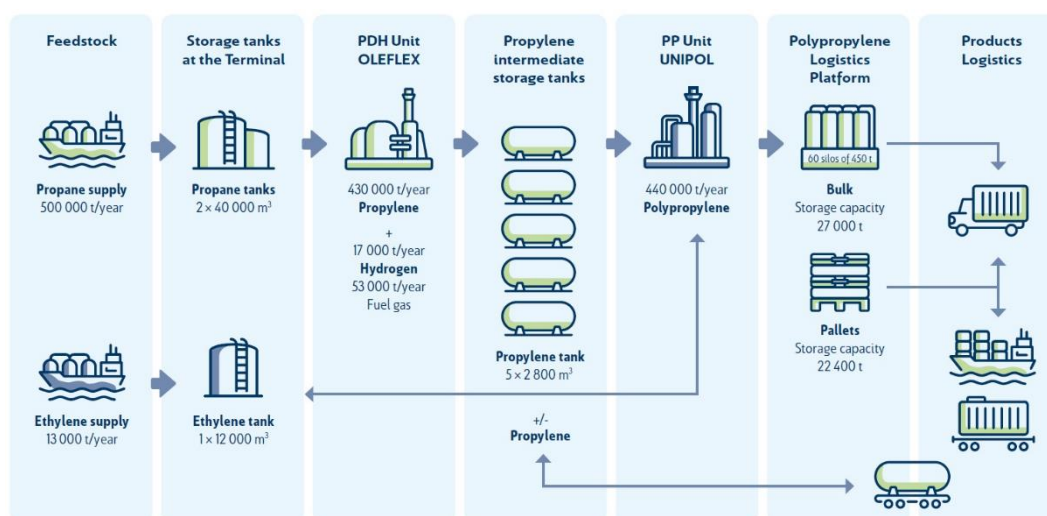 Feedstock
Propane supply
500 000 t/year
Ethylene supply
13 000 t/year
Storage tanks
at the Terminal
Propane tanks
2 × 40 000 m³
Ethylene tank
1 × 12 000 m³
PDH Unit
OLEFLEX
430 000 t/year
Propylene
+
17 000 t/year
Hydrogen
53 000 t/year
Fuel gas
Propylene
intermediate
storage tanks
Propylene tank
5 × 2 800 m³
+/-
Propylene
PP Unit
UNIPOL
440 000 t/year
Polypropylene
Polypropylene
Logistics
Platform
60 silos of 450 t
Bulk
Storage capacity
27 000 t
Pallets
Storage capacity
22 400 t
Products
Logistics